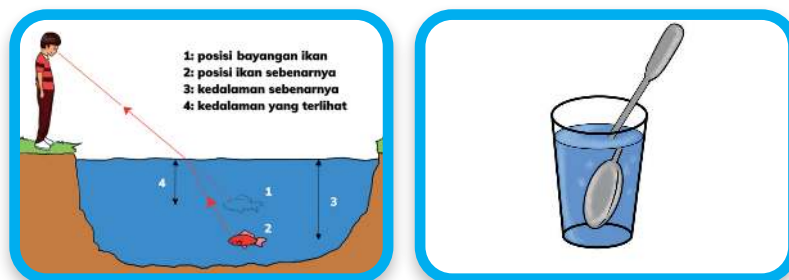 1: posisi bayangan ikan
2: posisi ikan sebenarnya
3: kedalaman sebenarnya
4: kedalaman yang terlihat
4
1
3
2